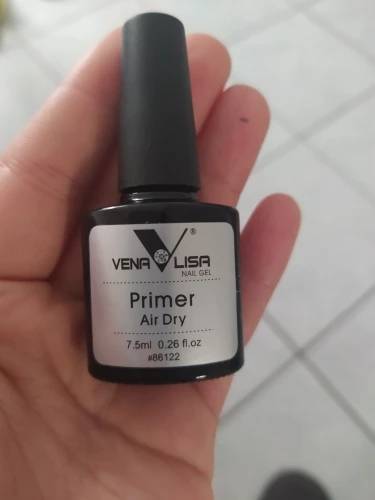 VENA LISA ®
NAIL GEL
Primer
Air Dry
7.5ml 0.26 fl.oz
#86122